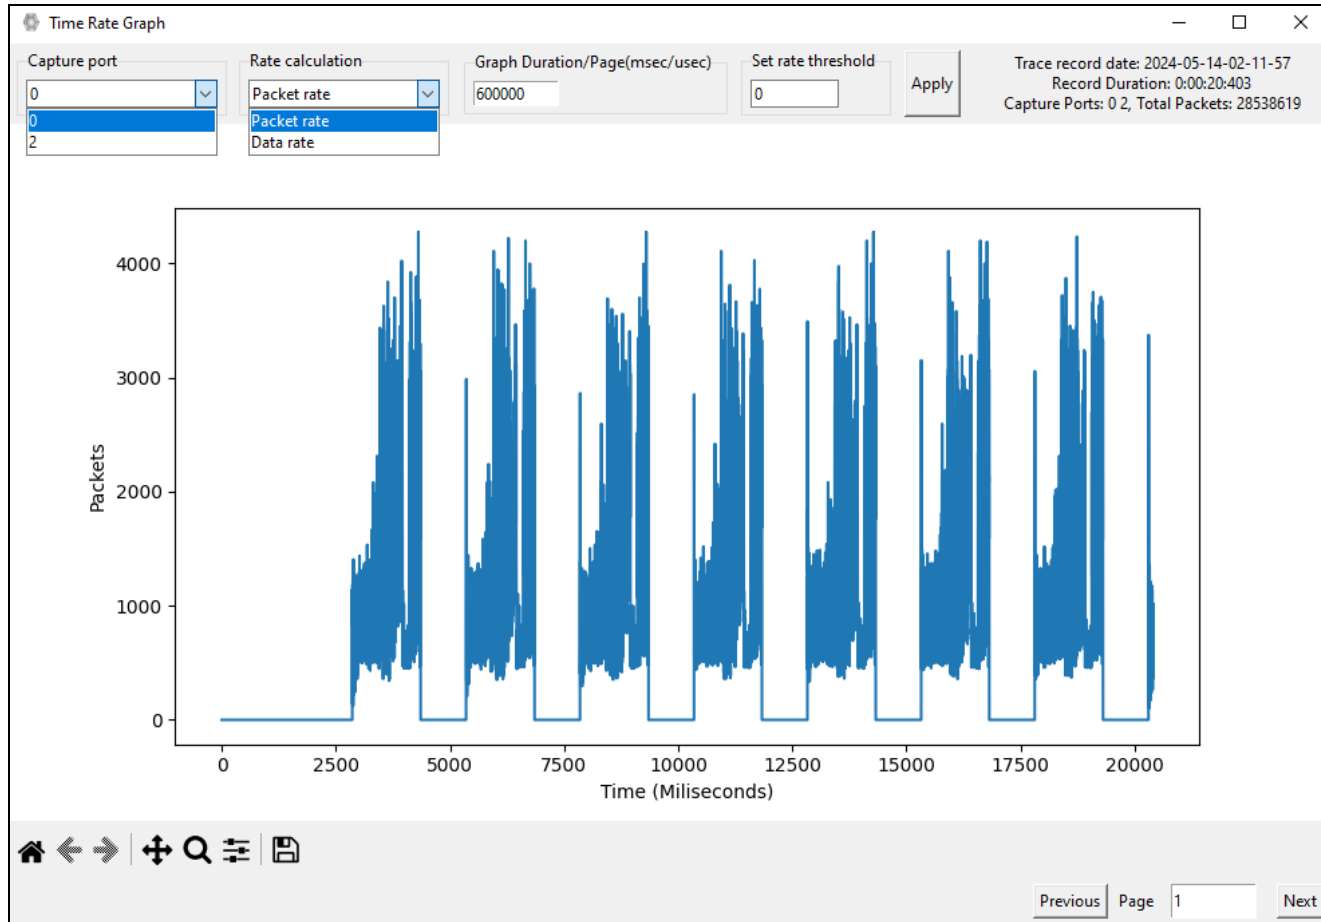 Time Rate Graph
Capture port
Rate calculation
Graph Duration/Page(msec/usec)
Set rate threshold
0
Packet rate
600000
0
Apply
0
2
Packet rate
Data rate
Trace record date: 2024-05-14-02-11-57
Record Duration: 0:00:20:403
Capture Ports: 0 2, Total Packets: 28538619
4000
3000
2000
1000
0
Packets
0
2500
5000
7500
10000
12500
15000
17500
20000
Time (Miliseconds)
Previous
Page
1
Next